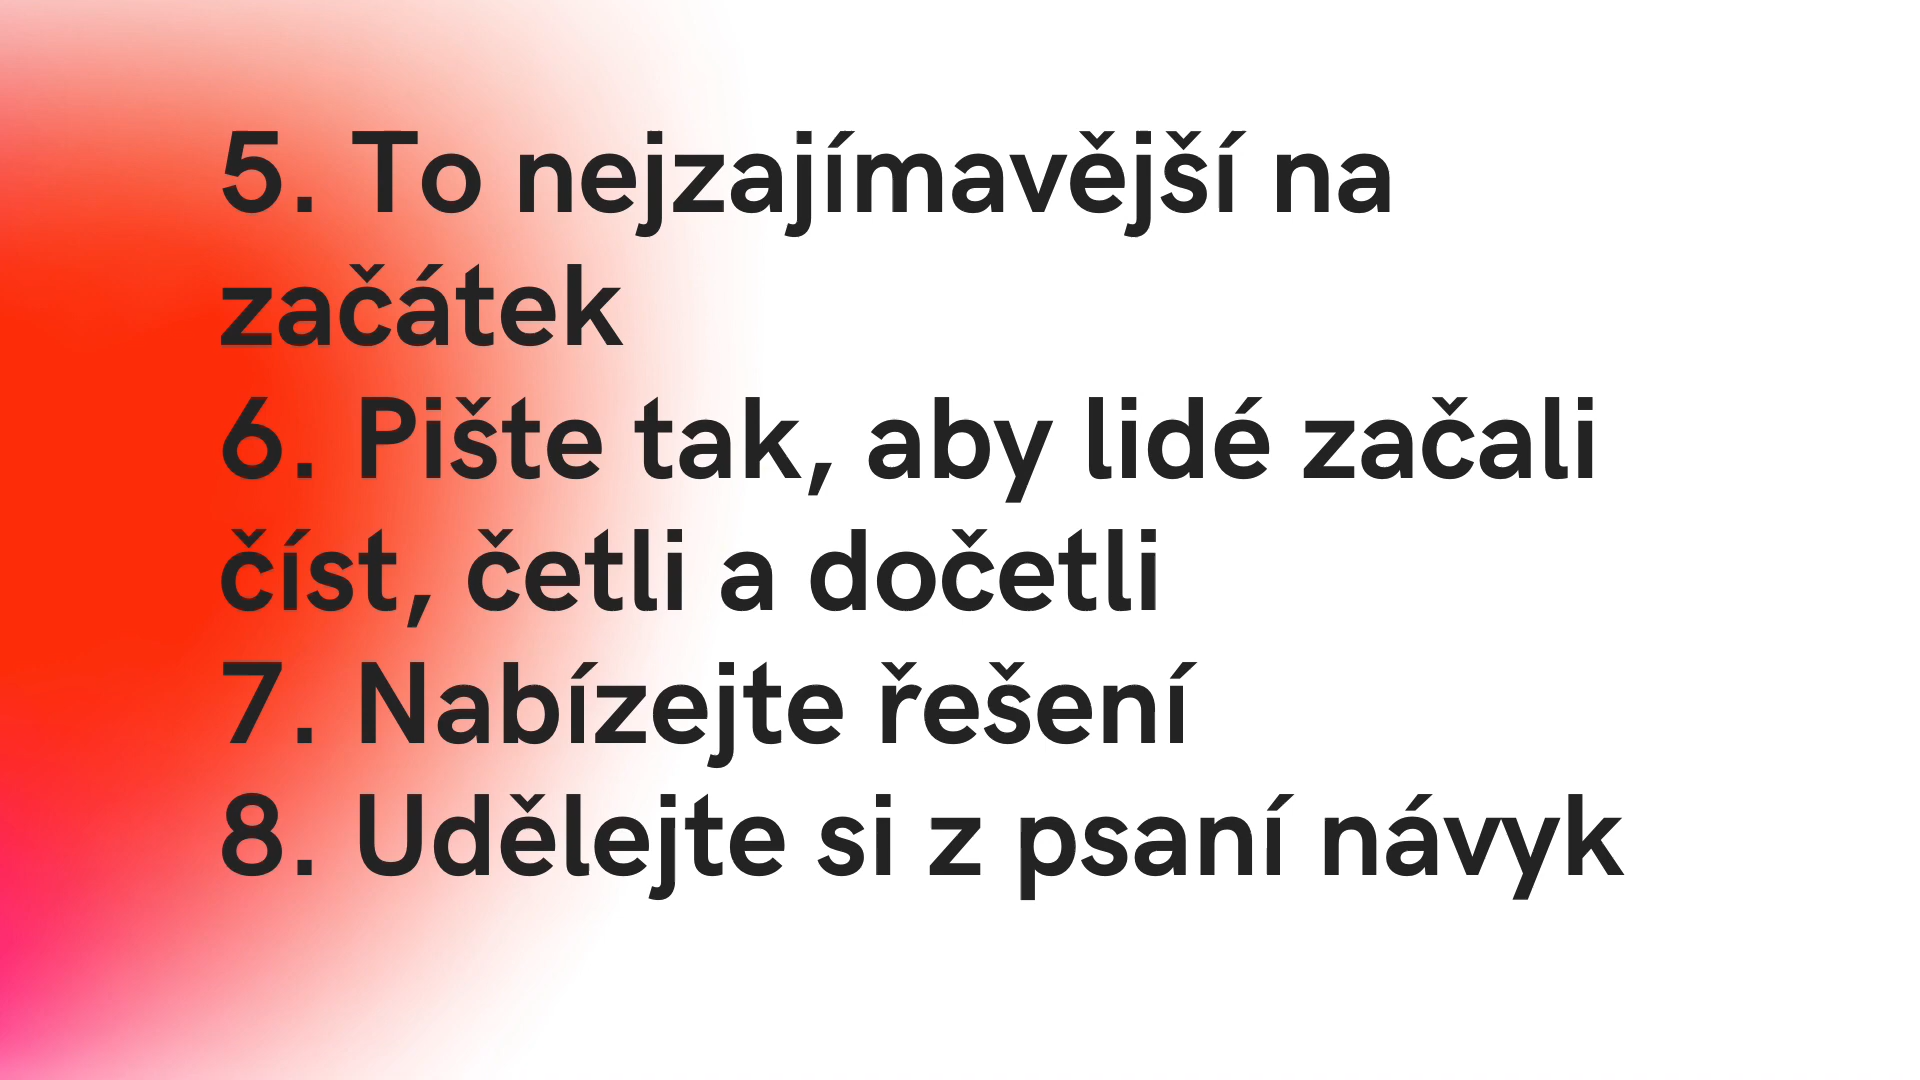 5. To nejzajímavější na
začátek
6. Pište tak, aby lidé začali
číst, četli a dočetli
7. Nabízejte řešení
8. Udělejte si z psaní návyk